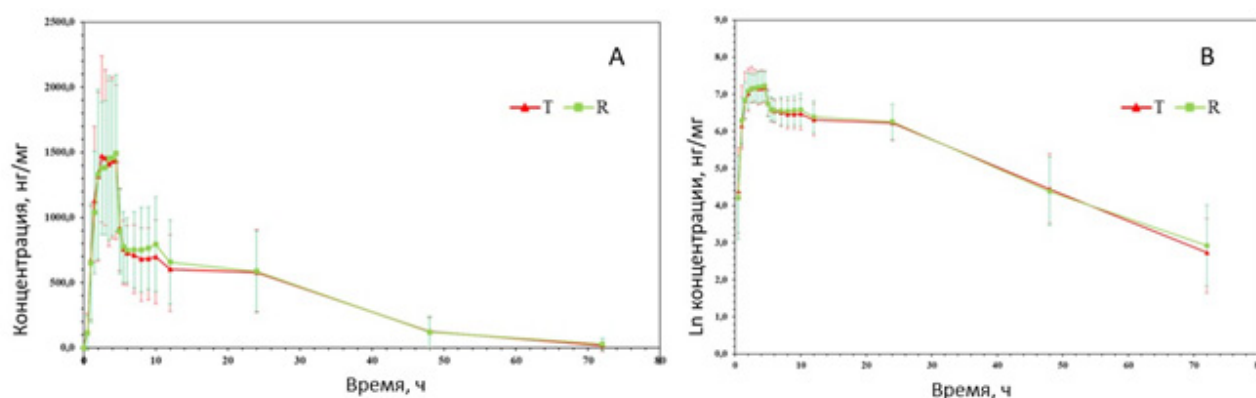 2500,0
2000,0
1500,0
1000,0
500,0
0,0
Концентрация, нг/мг
A
T R
0 10 20 30 40 50 60 70 80
Время, ч
9,0
8,0
7,0
6,0
5,0
4,0
3,0
2,0
1,0
0,0
Ln концентрации, нг/мг
B
T R
0 10 20 30 40 50 60 70
Время, ч